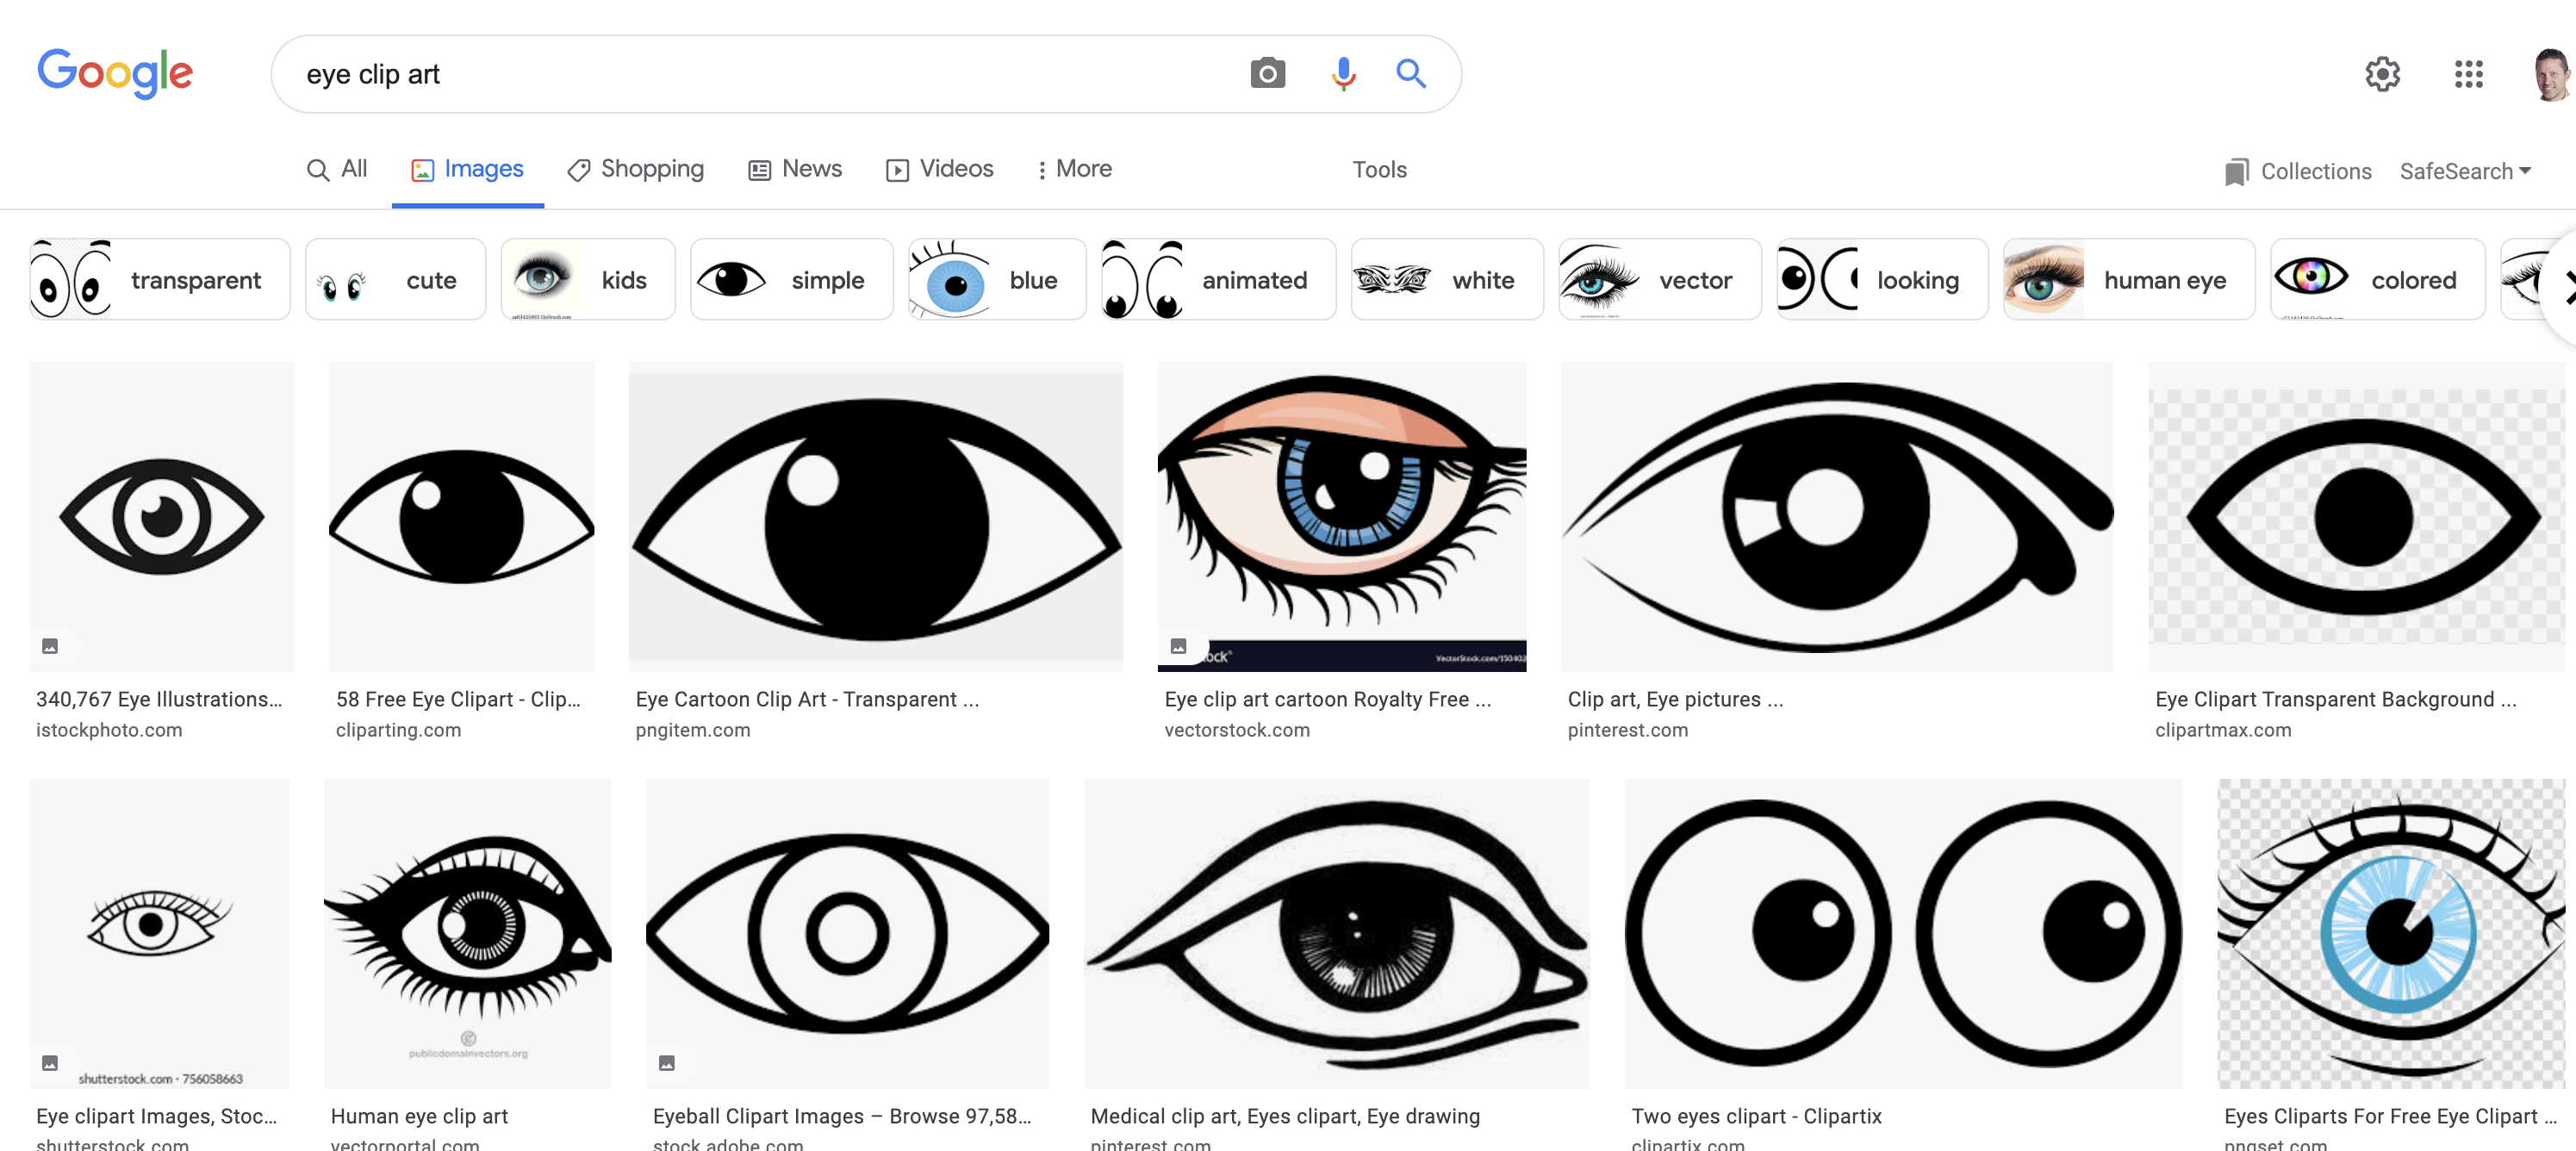 Google
eye clip art
All Images Shopping News Videos More Tools Collections SafeSearch
transparent cute kids simple blue animated white vector looking human eye colored
VectorStock.com/150402
340,767 Eye Illustrations...
istockphoto.com
58 Free Eye Clipart - Clip...
cliparting.com
Eye Cartoon Clip Art - Transparent ...
pngitem.com
Eye clip art cartoon Royalty Free ...
vectorstock.com
Clip art, Eye pictures ...
pinterest.com
Eye Clipart Transparent Background ...
clipartmax.com
shutterstock.com · 756058663
publicdomainvectors.org
Eye clipart Images, Stoc...
shutterstock.com
Human eye clip art
vectorportal.com
Eyeball Clipart Images – Browse 97,58...
stock.adobe.com
Medical clip art, Eyes clipart, Eye drawing
pinterest.com
Two eyes clipart - Clipartix
clipartix.com
Eyes Cliparts For Free Eye Clipart ...
pngset.com